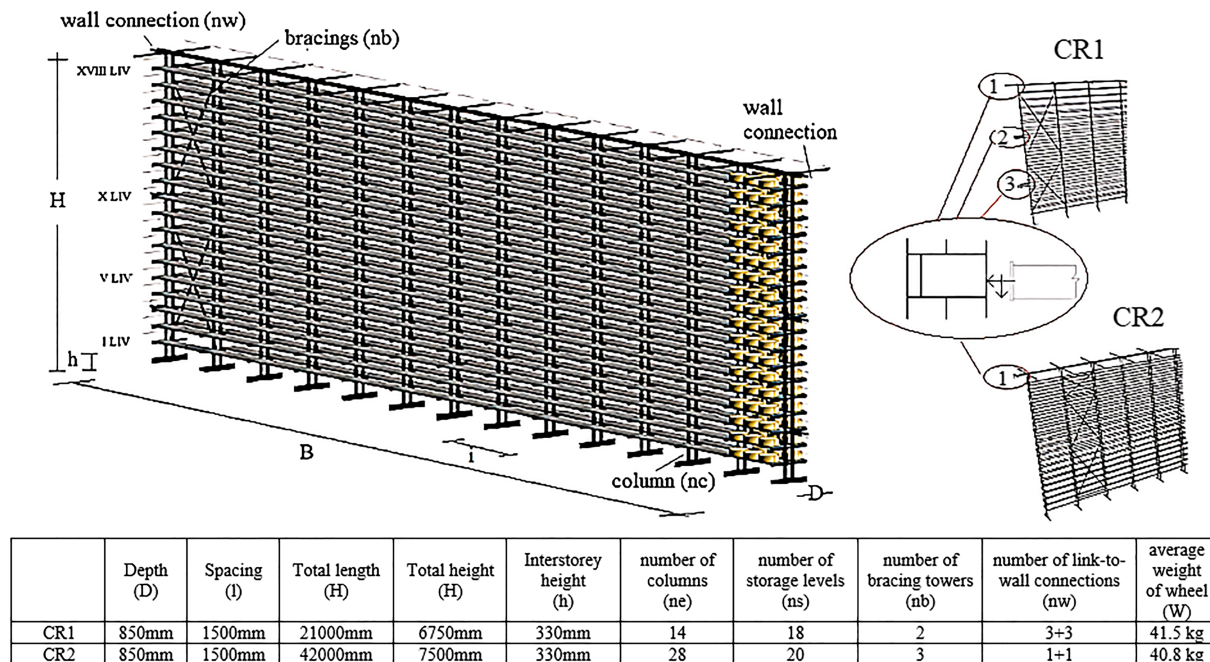 wall connection (nw)
bracings (nb)
XVIII LIV
H
X LIV
V LIV
I LIV
h
B
i
column (nc)
D
wall
connection
CR1
1
2
3
CR2
1
Depth (D) Spacing (l) Total length (H) Total height (H) Interstorey height (h) number of columns (ne) number of storage levels (ns) number of bracing towers (nb) number of link-to-wall connections (nw) average weight of wheel (W)
CR1 850mm 1500mm 21000mm 6750mm 330mm 14 18 2 3+3 41.5 kg
CR2 850mm 1500mm 42000mm 7500mm 330mm 28 20 3 1+1 40.8 kg